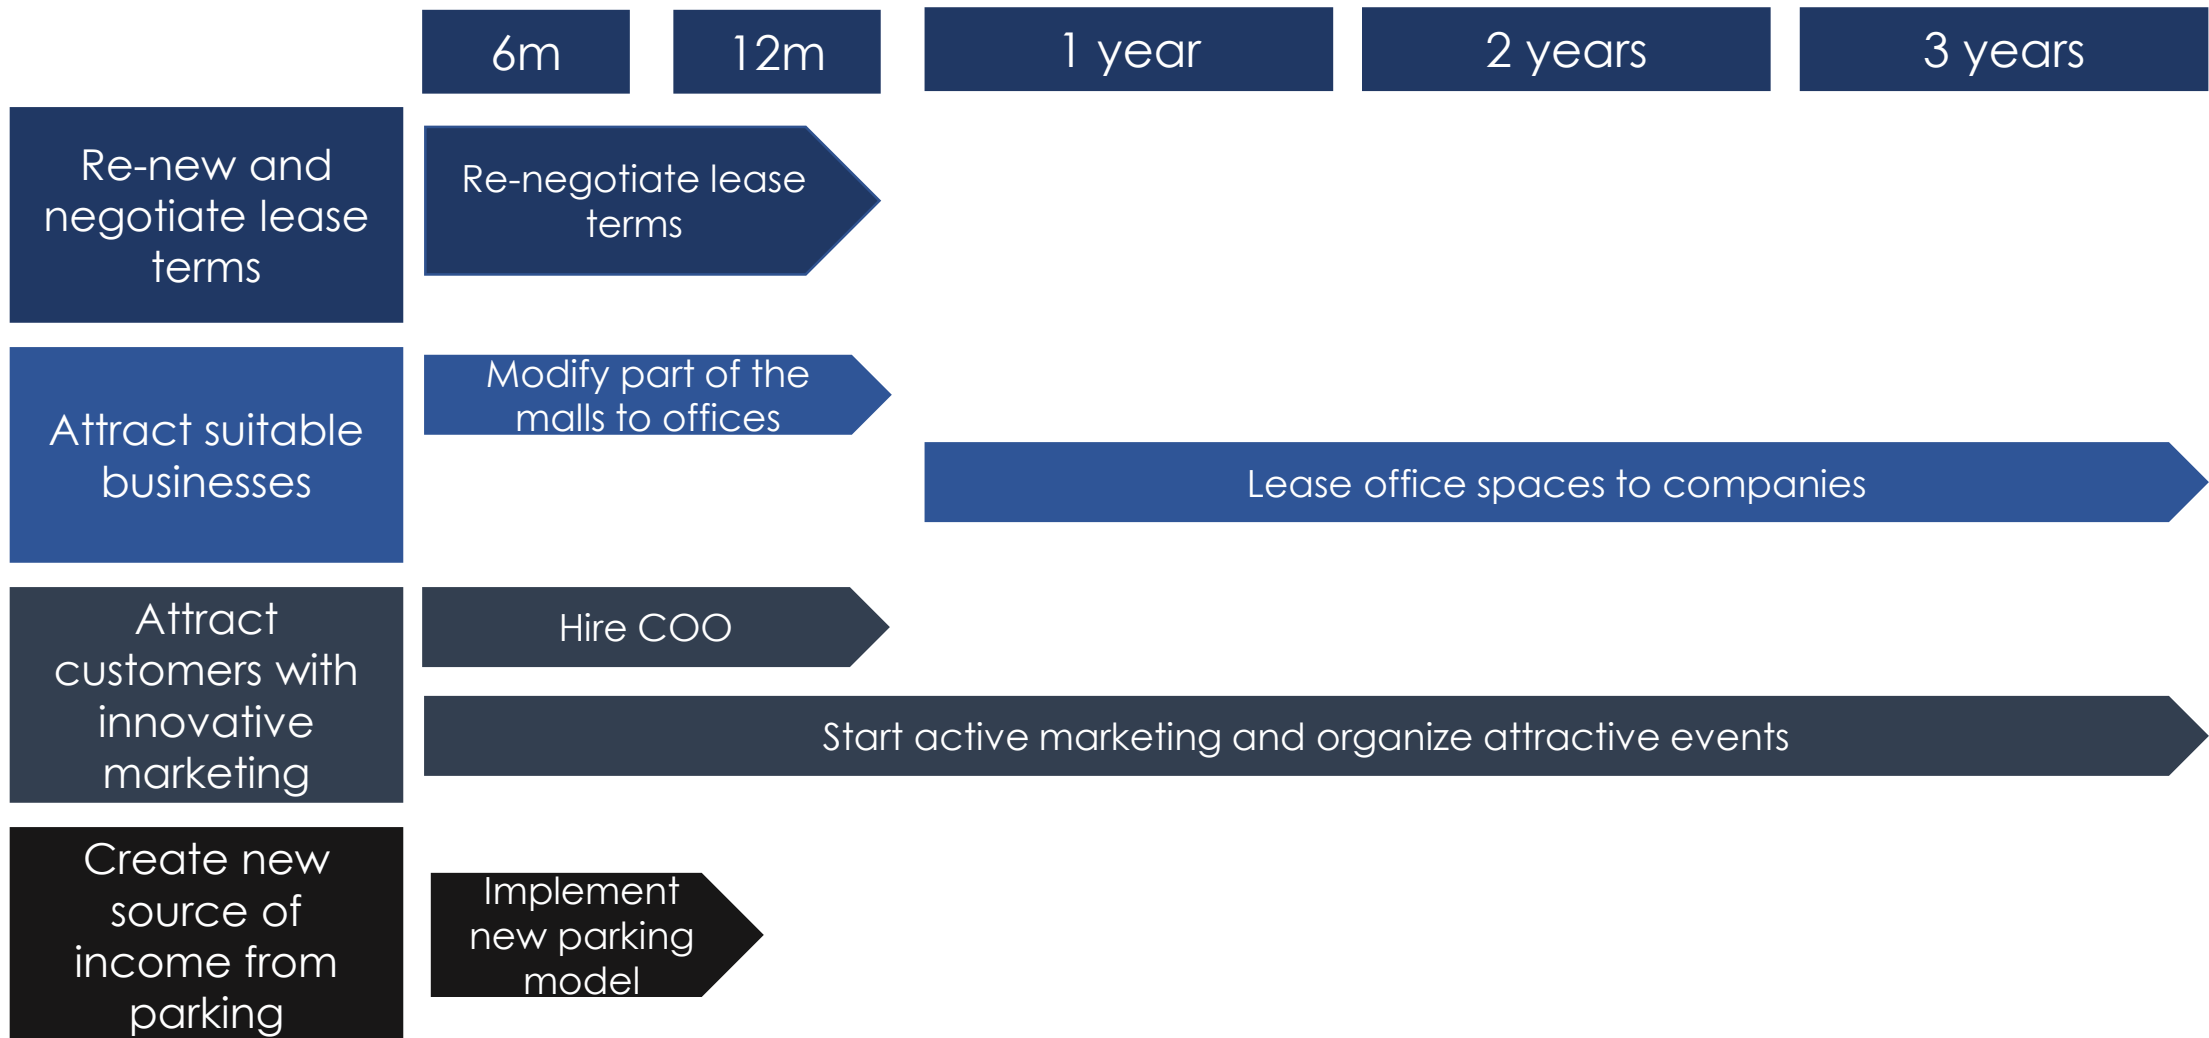 6m
12m
1 year
2 years
3 years
Re-new and
negotiate lease
terms
Re-negotiate lease
terms
Attract suitable
businesses
Modify part of the
malls to offices
Lease office spaces to companies
Attract
customers with
innovative
marketing
Hire COO
Start active marketing and organize attractive events
Create new
source of
income from
parking
Implement
new parking
model